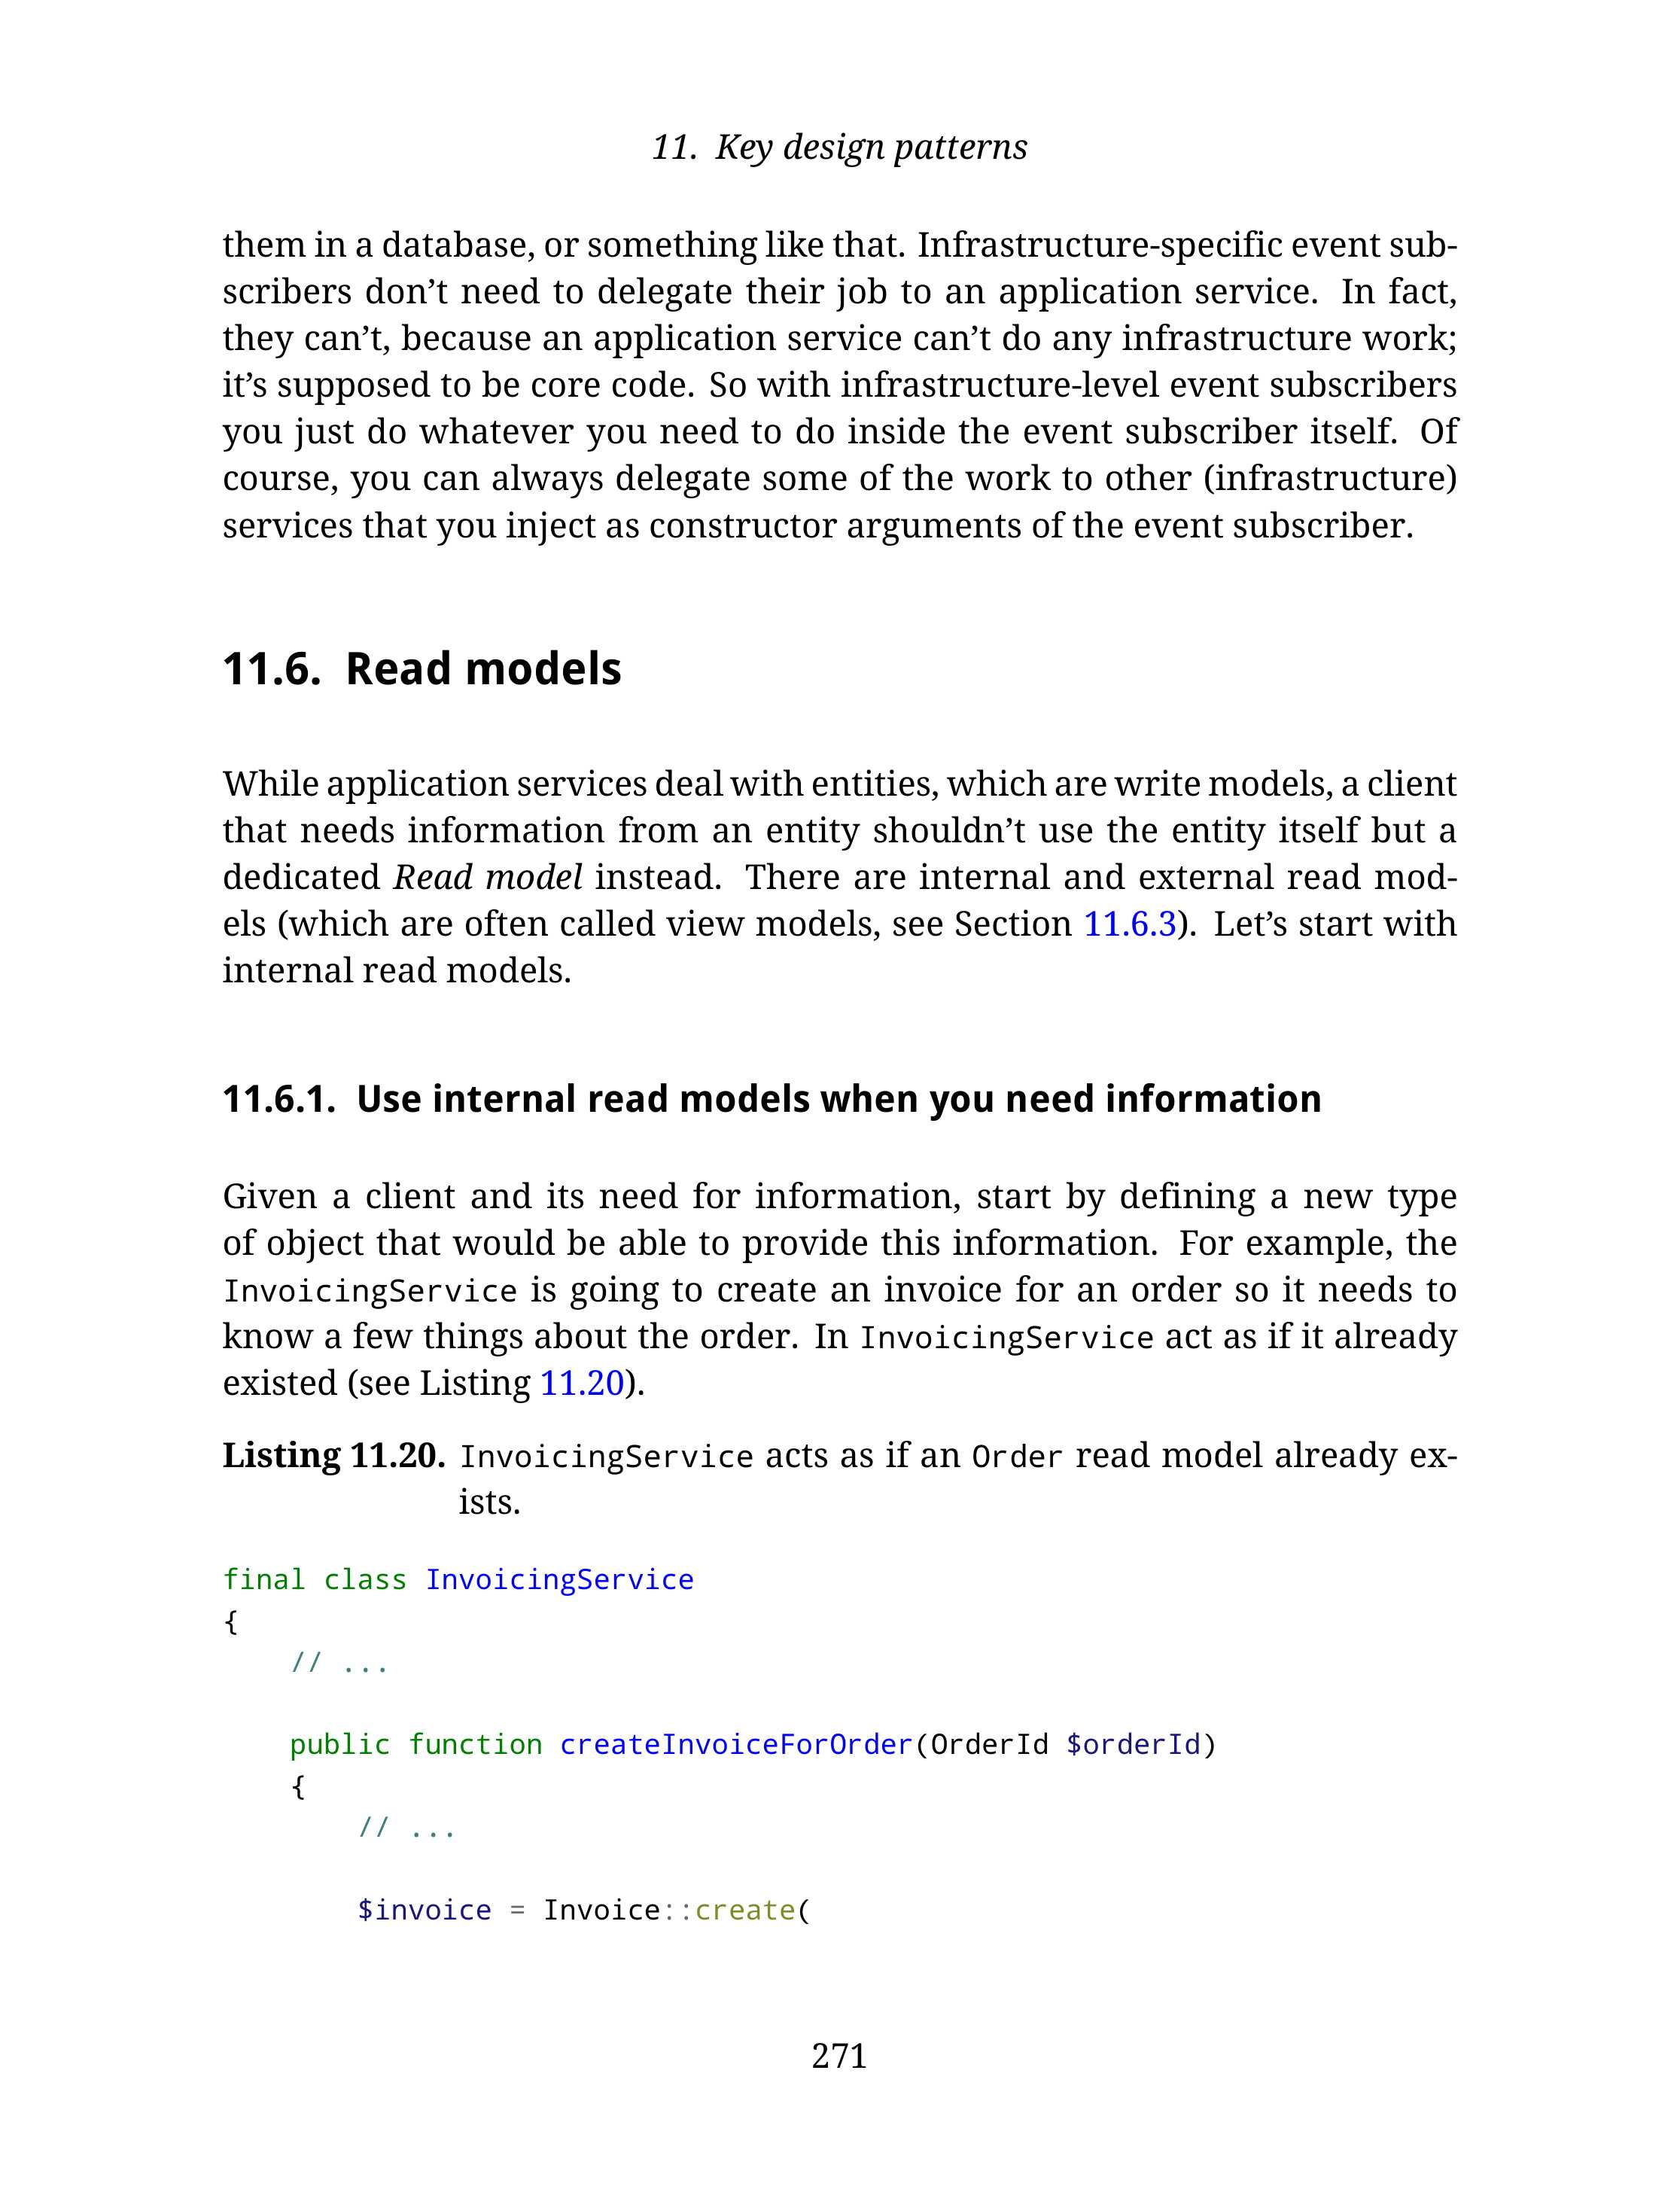 11. Key design patterns
them in a database, or something like that. Infrastructure-specific event sub-
scribers don’t need to delegate their job to an application service. In fact,
they can’t, because an application service can’t do any infrastructure work;
it’s supposed to be core code. So with infrastructure-level event subscribers
you just do whatever you need to do inside the event subscriber itself. Of
course, you can always delegate some of the work to other (infrastructure)
services that you inject as constructor arguments of the event subscriber.
11.6. Read models
While application services deal with entities, which are write models, a client
that needs information from an entity shouldn’t use the entity itself but a
dedicated Read model instead. There are internal and external read mod-
els (which are often called view models, see Section 11.6.3). Let’s start with
internal read models.
11.6.1. Use internal read models when you need information
Given a client and its need for information, start by defining a new type
of object that would be able to provide this information. For example, the
InvoicingService is going to create an invoice for an order so it needs to
know a few things about the order. In InvoicingService act as if it already
existed (see Listing 11.20).
Listing 11.20. InvoicingService acts as if an Order read model already ex-
ists.
final class InvoicingService
{
    // ...
    public function createInvoiceForOrder(OrderId $orderId)
    {
        // ...
        $invoice = Invoice::create(
271